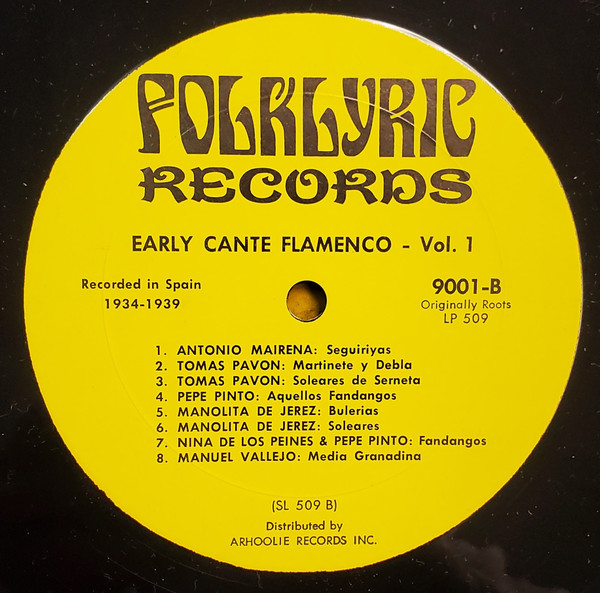 FOLKLYRIC
RECORDS
EARLY CANTE FLAMENCO - Vol. 1
Recorded in Spain
1934-1939
9001-B
Originally Roots
LP 509
1. ANTONIO MAIRENA: Seguiriyas
2. TOMAS PAVON: Martinete y Debla
3. TOMAS PAVON: Soleares de Serneta
4. PEPE PINTO: Aquellos Fandangos
5. MANOLITA DE JEREZ: Bulerias
6. MANOLITA DE JEREZ: Soleares
7. NINA DE LOS PEINES & PEPE PINTO: Fandangos
8. MANUEL VALLEJO: Media Granadina
(SL 509 B)
Distributed by
ARHOOLIE RECORDS INC.